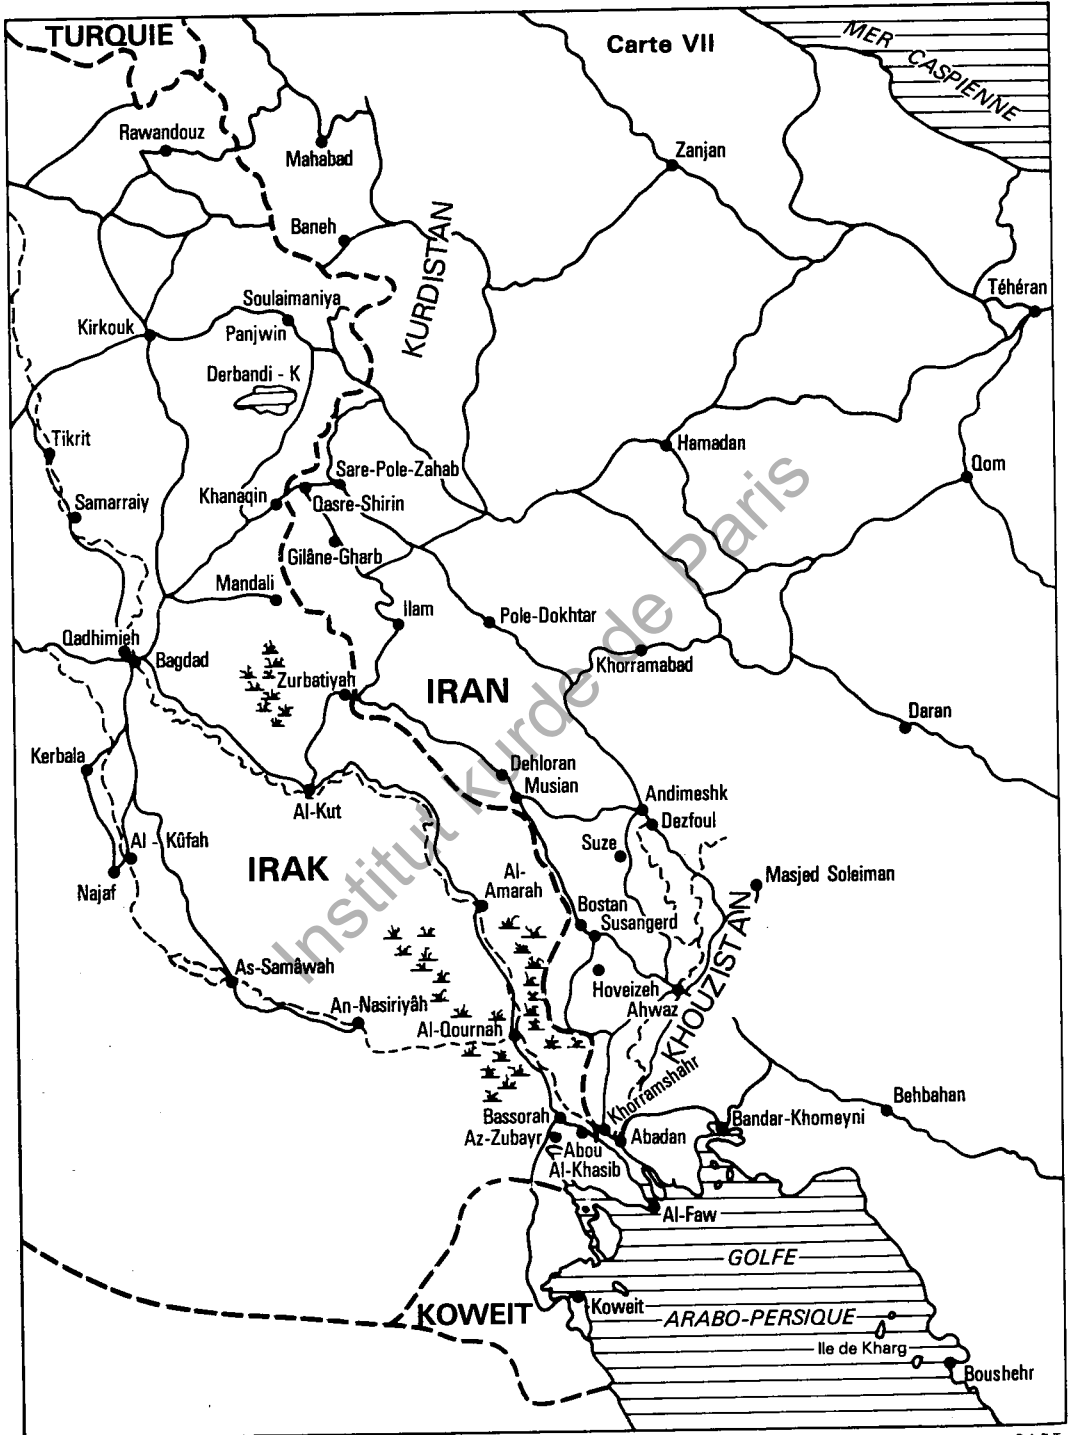 TURQUIE
Carte VII
MER CASPIENNE
Rawandouz
Mahabad
Zanjan
Baneh
KURDISTAN
Téhéran
Soulaimaniya
Kirkouk
Panjwin
Derbandi - K
Tikrit
Hamadan
Sare-Pole-Zahab
Qom
Khanaqin
Qasre-Shirin
Samarraiy
Gilâne-Gharb
Mandali
Ilam
Pole-Dokhtar
Qadhimieh
Bagdad
Khorramabad
Zurbatiyah
IRAN
Daran
Kerbala
Dehloran
Musian
Al-Kut
Andimeshk
Dezfoul
Al - Kûfah
Suze
IRAK
Al-
Amarah
Masjed Soleiman
Najaf
Bostan
Susangerd
KHOUZISTAN
As-Samâwah
Hoveizeh
Ahwaz
An-Nasiriyâh
Al-Qournah
Khorramshahr
Behbahan
Bassorah
Bandar-Khomeyni
Az-Zubayr
Abadan
Abou
Al-Khasib
Al-Faw
GOLFE
KOWEIT
Koweit
ARABO-PERSIQUE
Ile de Kharg
Boushehr
Institut kurde de Paris